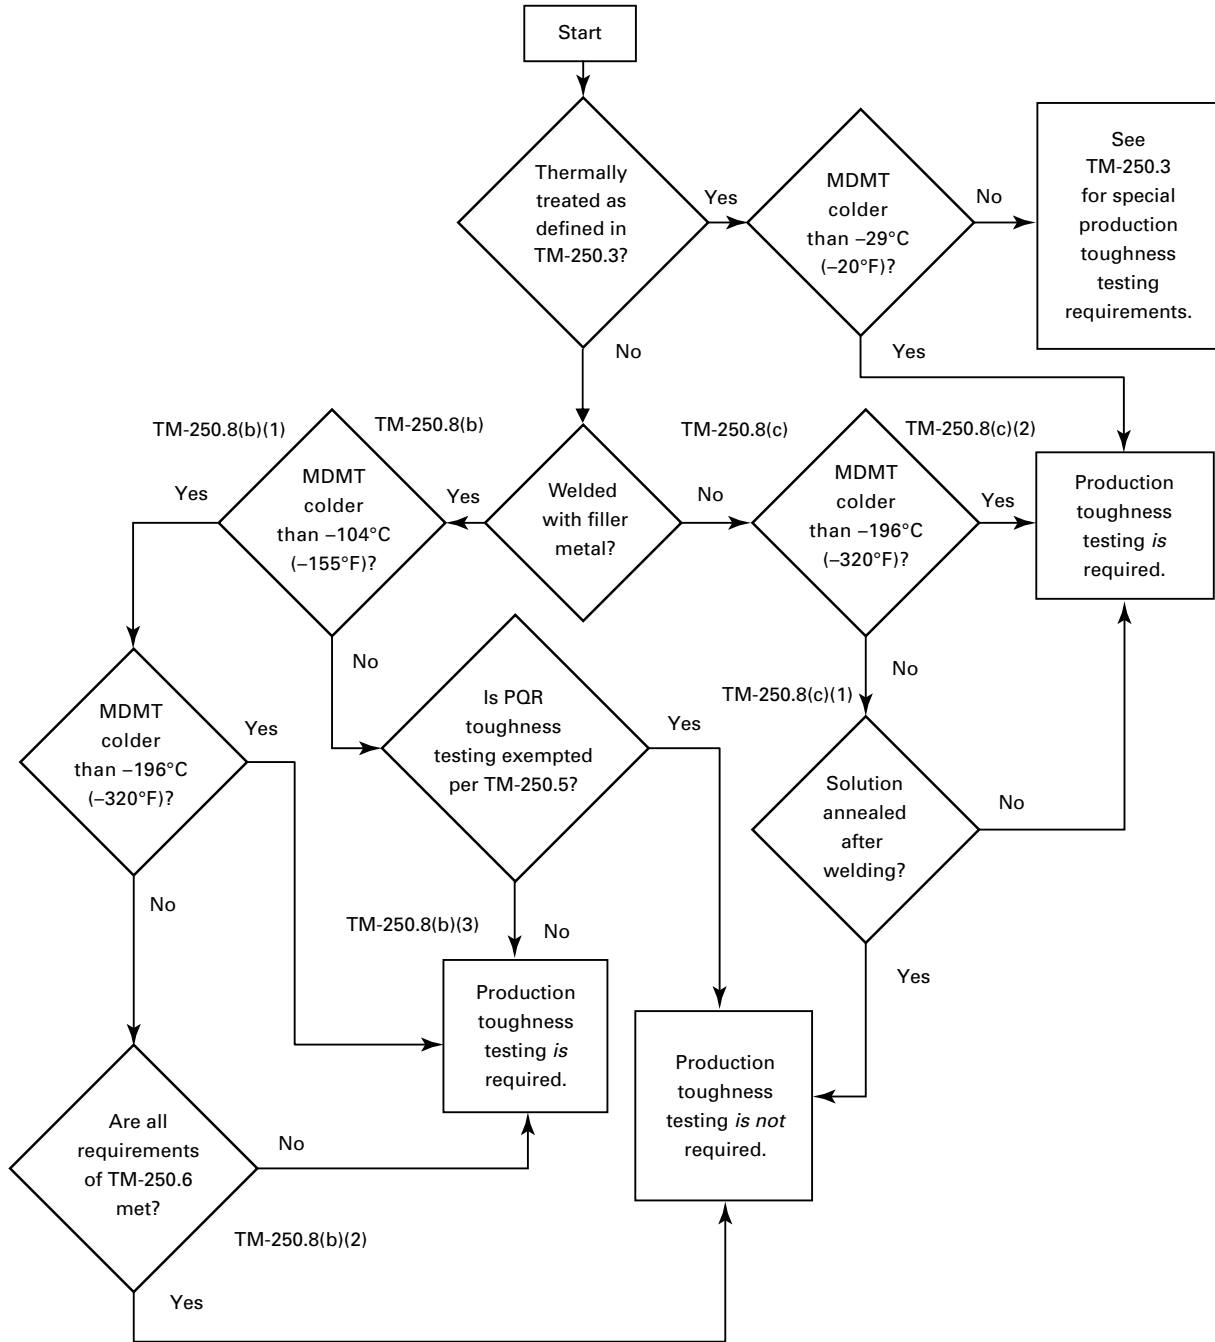 Start
Thermally
treated as
defined in
TM-250.3?
Yes
MDMT
colder
than –29°C
(–20°F)?
No
See
TM-250.3
for special
production
toughness
testing
requirements.
No
Yes
TM-250.8(b)(1)
TM-250.8(b)
TM-250.8(c)
TM-250.8(c)(2)
Yes
MDMT
colder
than –104°C
(–155°F)?
Yes
Welded
with filler
metal?
No
MDMT
colder
than –196°C
(–320°F)?
Yes
Production
toughness
testing is
required.
No
No
TM-250.8(c)(1)
MDMT
colder
than –196°C
(–320°F)?
Yes
Is PQR
toughness
testing exempted
per TM-250.5?
Yes
Solution
annealed
after
welding?
No
No
TM-250.8(b)(3)
No
Yes
Production
toughness
testing is
required.
Production
toughness
testing is not
required.
Are all
requirements
of TM-250.6
met?
No
TM-250.8(b)(2)
Yes